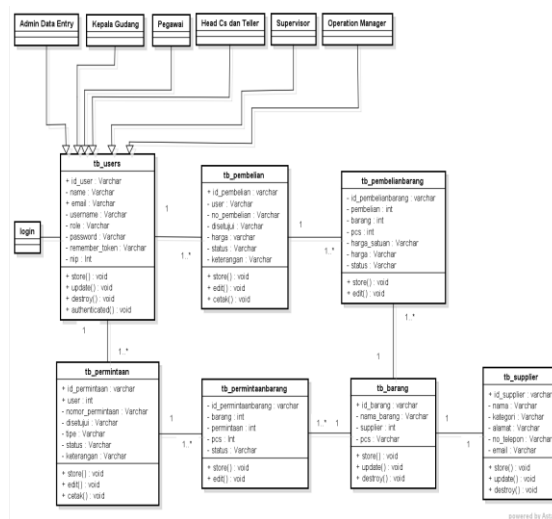 Admin Data Entry
Kepala Gudang
Pegawai
Head Cs dan Teller
Supervisor
Operation Manager
tb_users
+ id_user : Varchar
- name : Varchar
+ email : Varchar
- username : Varchar
- role : Varchar
- password : Varchar
- remember_token : Varchar
- nip : Int
+ store() : void
+ update() : void
+ destroy() : void
+ authenticated() : void
login
tb_pembelian
+ id_pembelian : varchar
- user : Varchar
- no_pembelian : Varchar
- disetujui : Varchar
- harga : Varchar
- status : Varchar
- keterangan : Varchar
+ store() : void
+ edit() : void
+ cetak() : void
tb_pembelianbarang
- id_pembelianbarang : varchar
- pembelian : int
- barang : int
- pcs : int
- harga_satuan : Varchar
- harga : Varchar
- status : Varchar
+ store() : void
+ edit() : void
1
1..*
1
1..*
1
1..*
1
1..*
tb_permintaan
+ id_permintaan : varchar
- user : int
- nomor_permintaan : Varchar
- disetujui : Varchar
- tipe : Varchar
- status : Varchar
- keterangan : Varchar
+ store() : void
+ edit() : void
+ cetak() : void
1
1..*
tb_permintaanbarang
- id_permintaanbarang : varchar
- barang : int
- permintaan : int
- pcs : Int
- status : Varchar
+ store() : void
+ edit() : void
1..*
1
tb_barang
+ id_barang : varchar
- nama_barang : Varchar
- supplier : int
- pcs : Varchar
+ store() : void
+ update() : void
+ destroy() : void
1
1
tb_supplier
+ id_supplier : varchar
- nama : Varchar
- kategori : Varchar
- alamat : Varchar
- no_telepon : Varchar
- email : Varchar
+ store() : void
+ update() : void
+ destroy() : void
powered by Ast